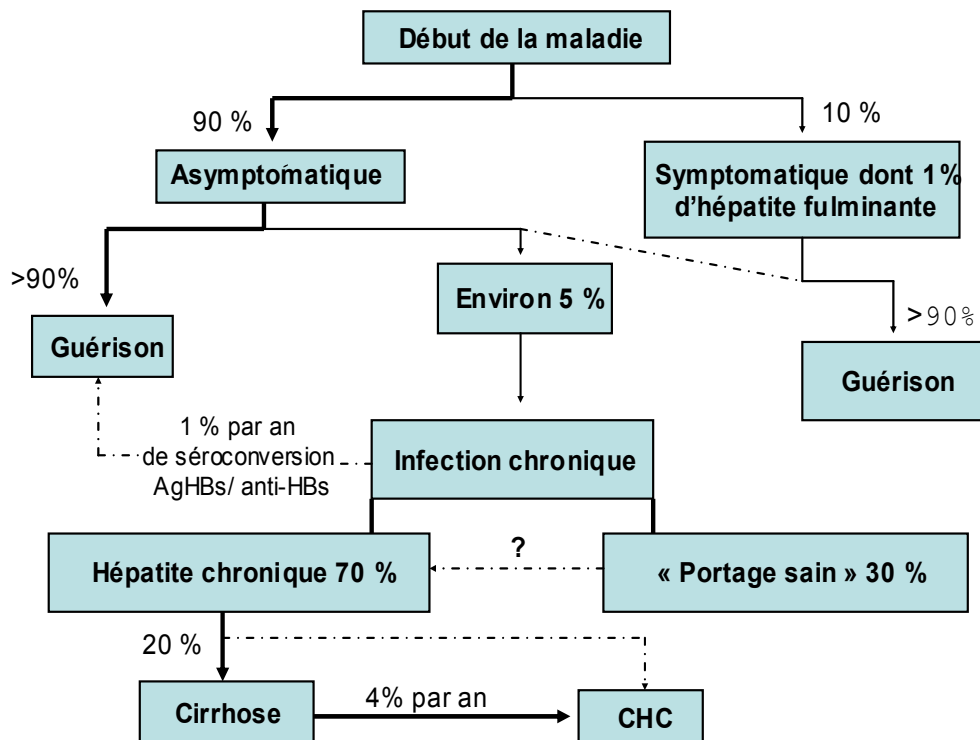 Début de la maladie
90 %
10 %
Asymptomatique
Symptomatique dont 1%
d'hépatite fulminante
>90%
Environ 5 %
>90%
Guérison
Guérison
1 % par an
de séroconversion
AgHBs/ anti-HBs
Infection chronique
?
Hépatite chronique 70 %
« Portage sain » 30 %
20 %
4% par an
Cirrhose
CHC